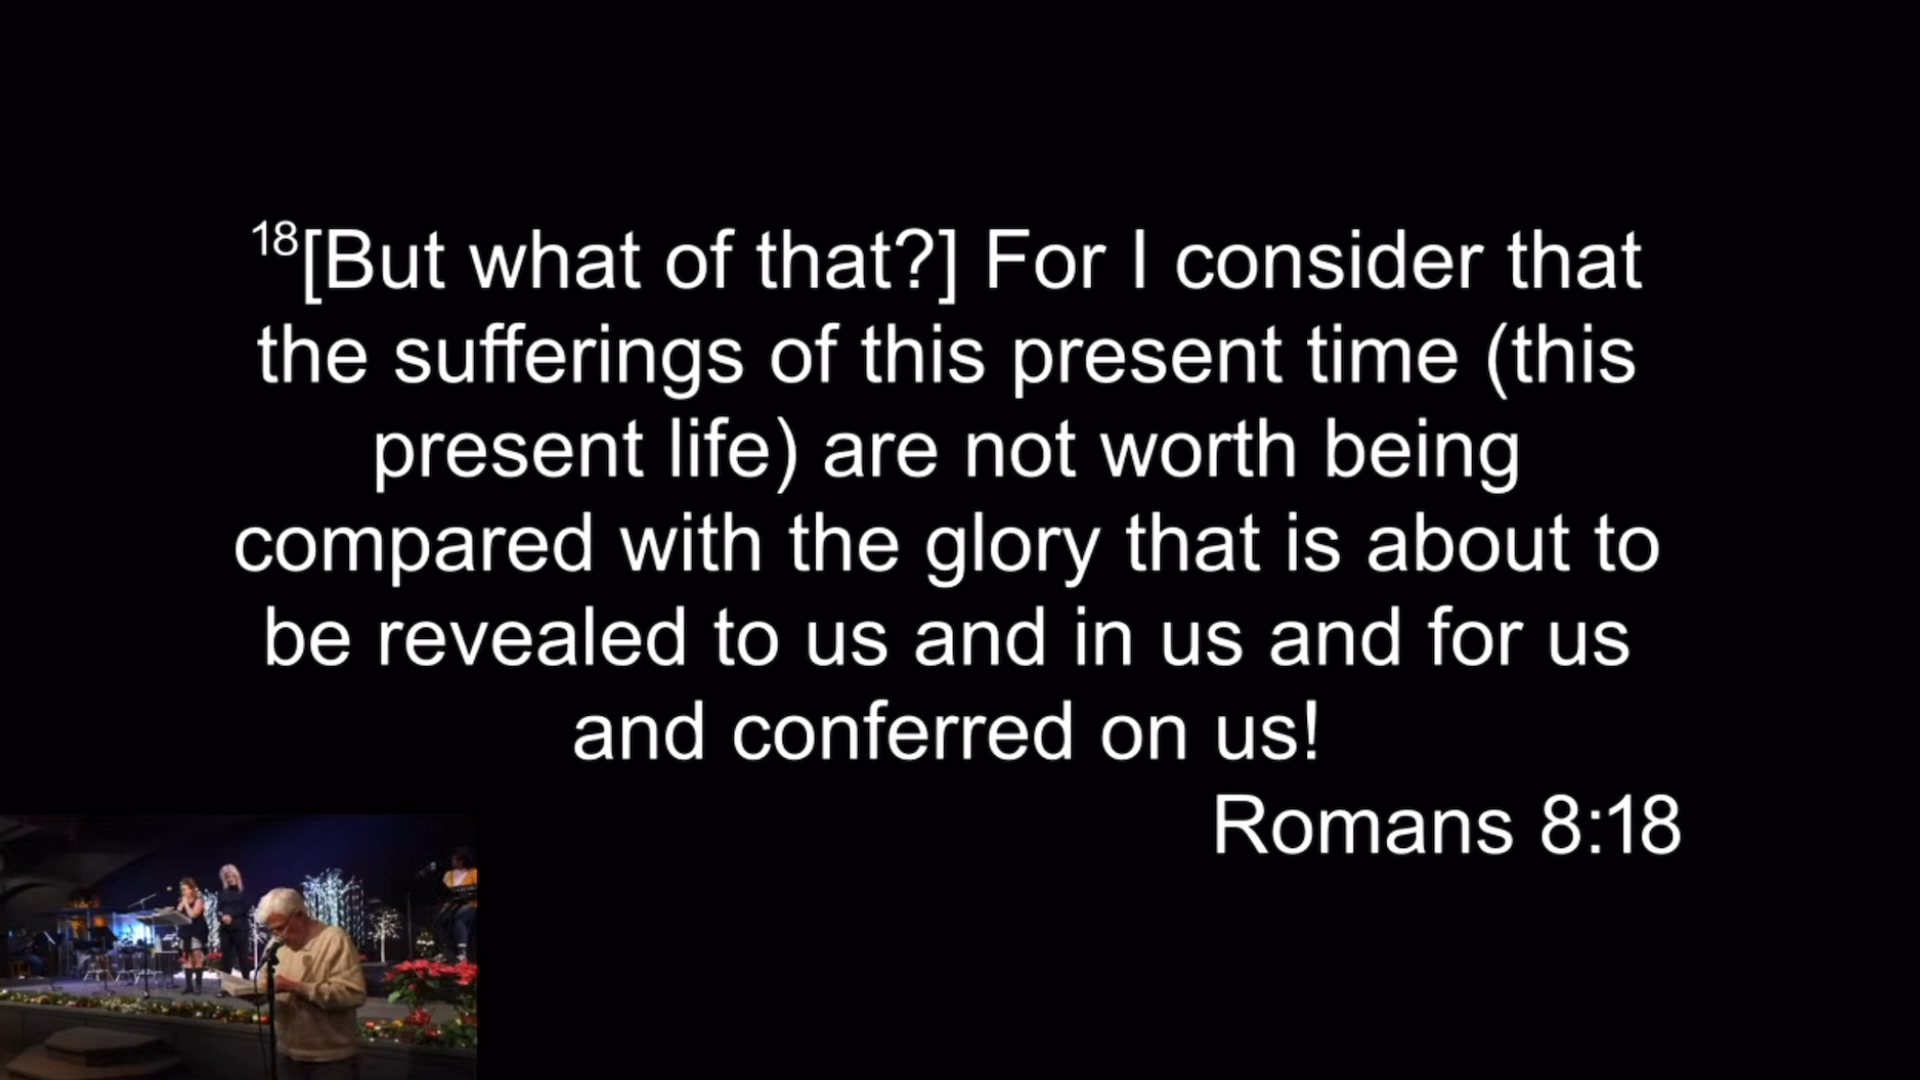 18[But what of that?] For I consider that
the sufferings of this present time (this
present life) are not worth being
compared with the glory that is about to
be revealed to us and in us and for us
and conferred on us!
Romans 8:18